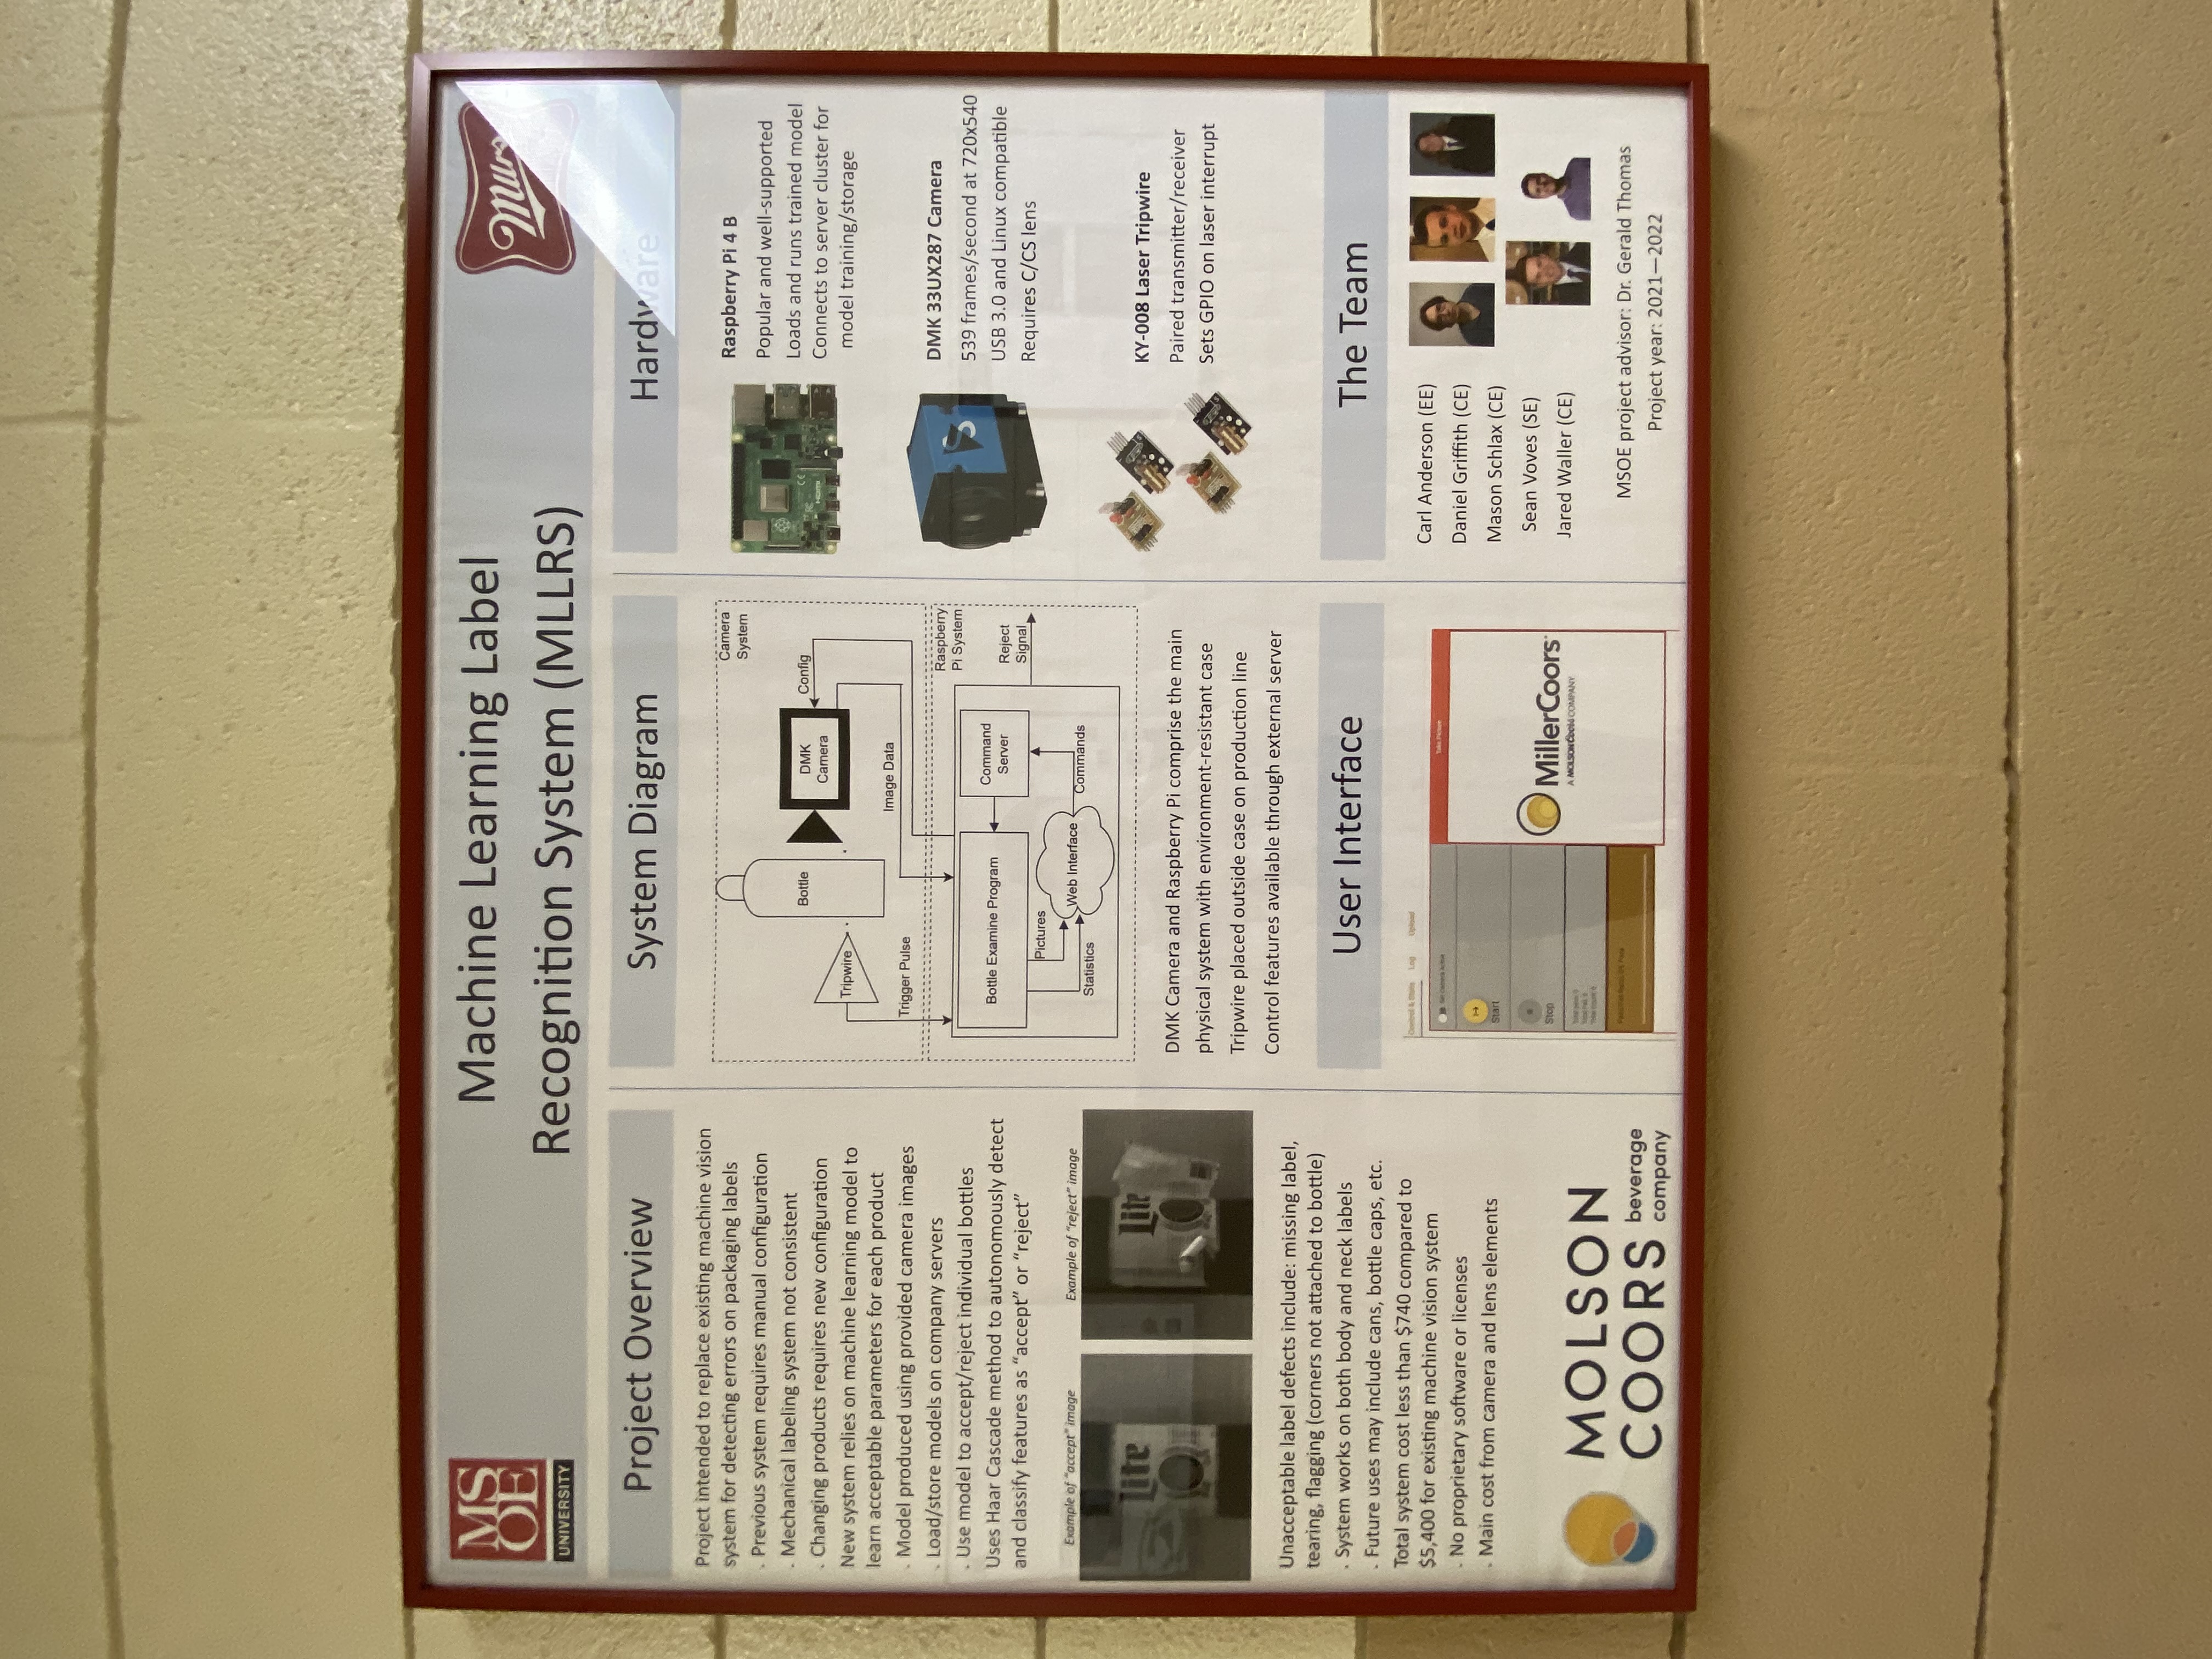 MS
OE
UNIVERSITY
Machine Learning Label
Recognition System (MLLRS)
Mllrs
Project Overview
Project intended to replace existing machine vision
system for detecting errors on packaging labels
. Previous system requires manual configuration
. Mechanical labeling system not consistent
. Changing products requires new configuration
New system relies on machine learning model to
learn acceptable parameters for each product
. Model produced using provided camera images
. Load/store models on company servers
. Use model to accept/reject individual bottles
Uses Haar Cascade method to autonomously detect
and classify features as “accept” or “reject”
Example of “accept” image
Example of “reject” image
Lite
Lite
Unacceptable label defects include: missing label,
tearing, flagging (corners not attached to bottle)
. System works on both body and neck labels
. Future uses may include cans, bottle caps, etc.
Total system cost less than $740 compared to
$5,400 for existing machine vision system
. No proprietary software or licenses
. Main cost from camera and lens elements
MOLSON
COORS beverage
company
System Diagram
Camera
System
Bottle
DMK
Camera
Config
Tripwire
Image Data
Trigger Pulse
Raspberry
Pi System
Bottle Examine Program
Command
Server
Reject
Signal
Pictures
Web Interface
Commands
Statistics
DMK Camera and Raspberry Pi comprise the main
physical system with environment-resistant case
Tripwire placed outside case on production line
Control features available through external server
User Interface
Control & Stats Log Upload
Set Camera Active
Take Picture
Start
Stop
MillerCoors
A MOLSON Coors COMPANY
Hardware
Raspberry Pi 4 B
Popular and well-supported
Loads and runs trained model
Connects to server cluster for
model training/storage
DMK 33UX287 Camera
539 frames/second at 720x540
USB 3.0 and Linux compatible
Requires C/CS lens
KY-008 Laser Tripwire
Paired transmitter/receiver
Sets GPIO on laser interrupt
The Team
Carl Anderson (EE)
Daniel Griffith (CE)
Mason Schlax (CE)
Sean Voves (SE)
Jared Waller (CE)
MSOE project advisor: Dr. Gerald Thomas
Project year: 2021—2022